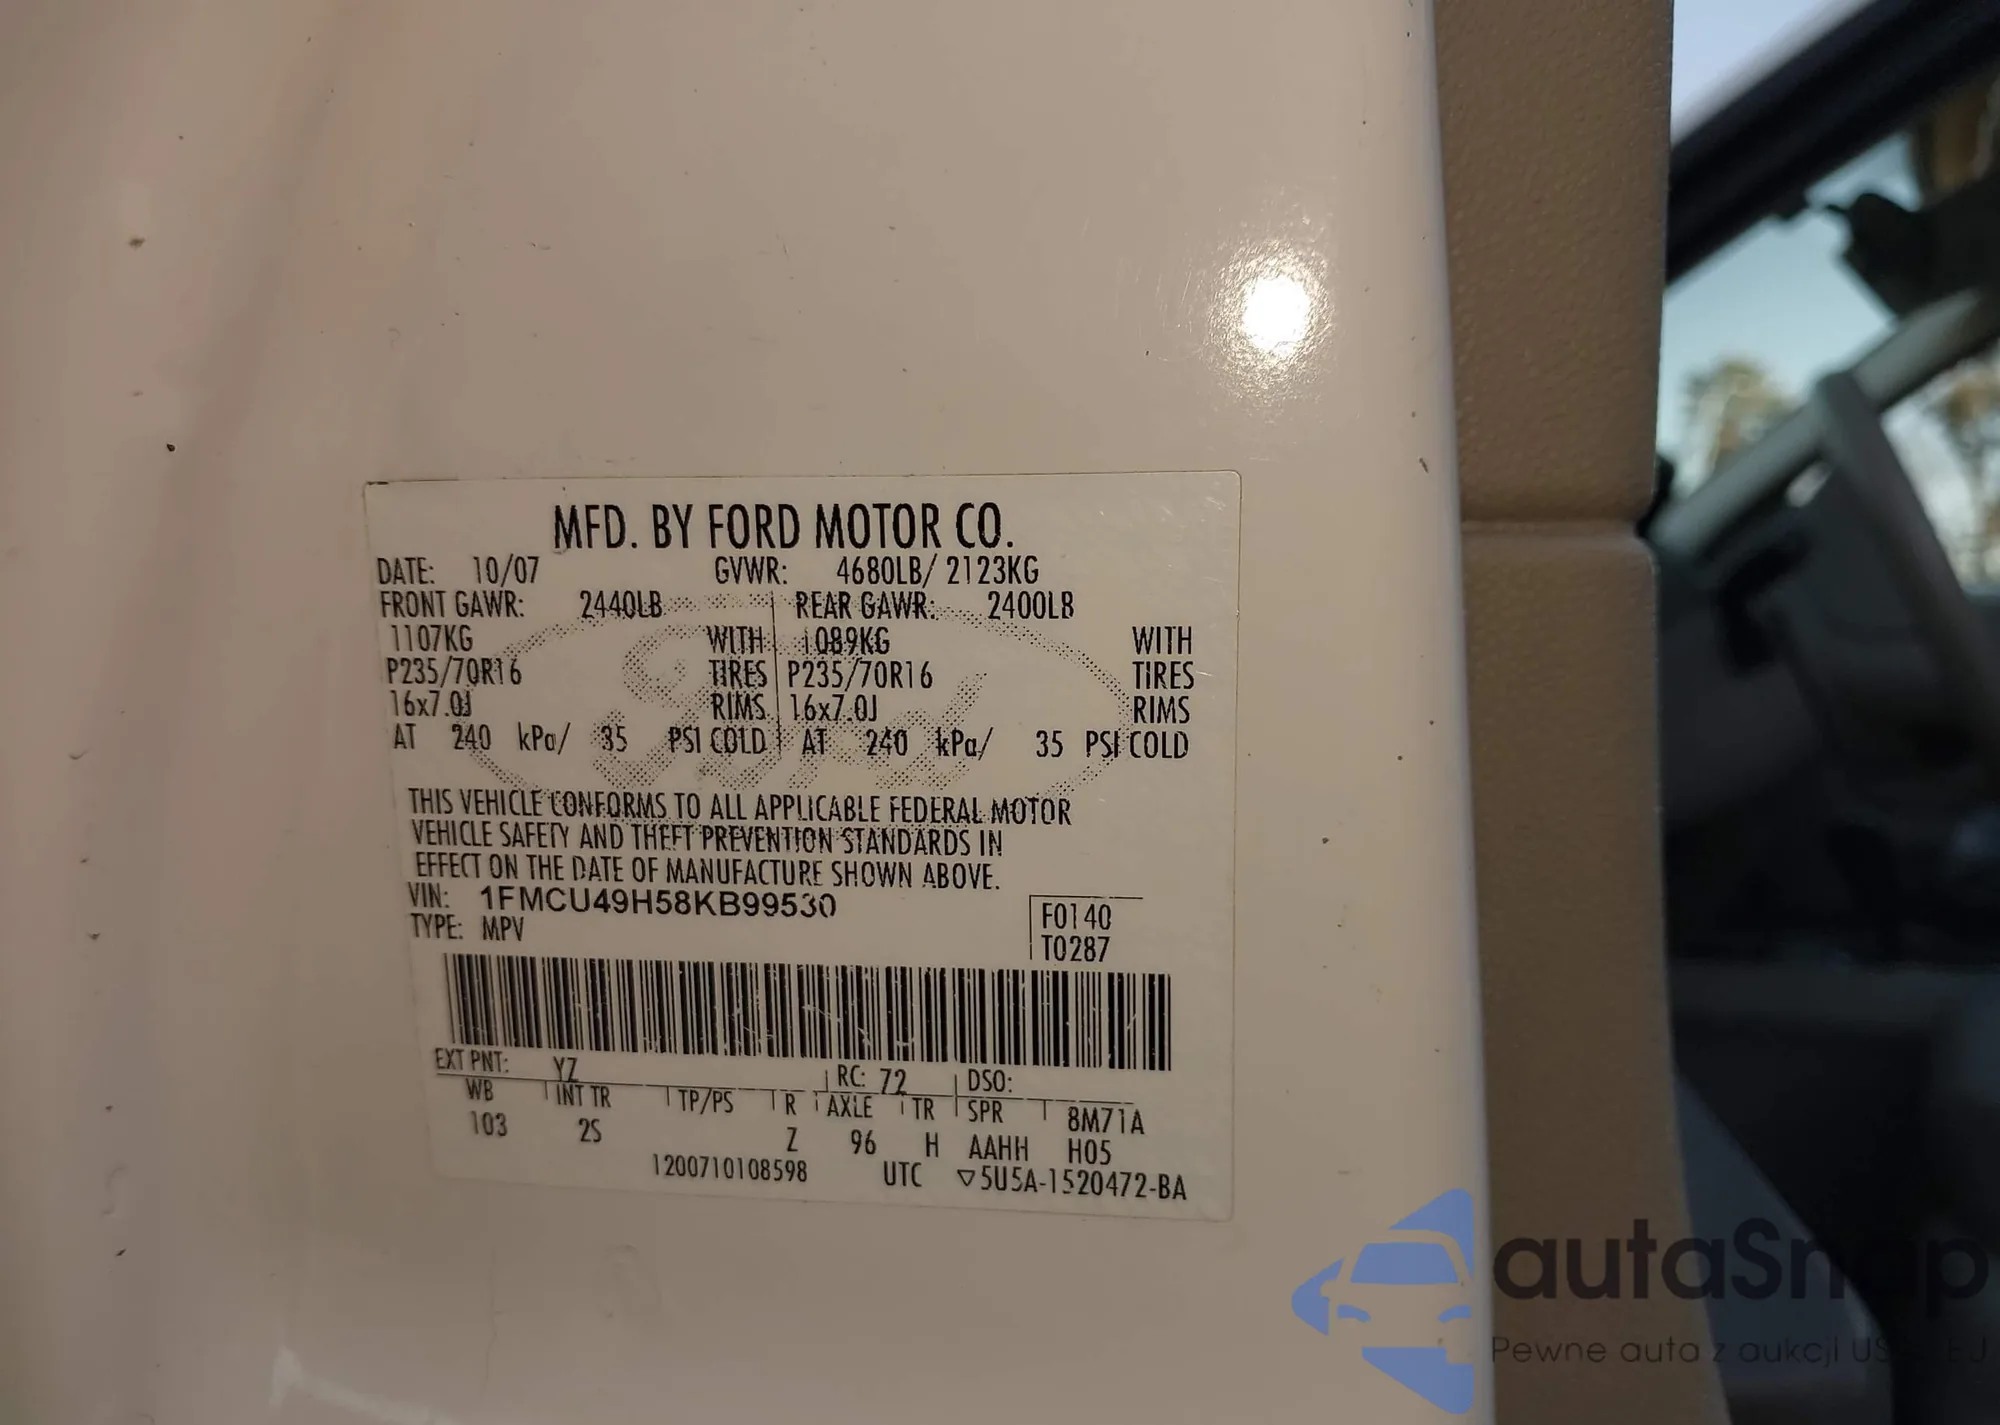 MFD. BY FORD MOTOR CO.
DATE: 10/07 GVWR: 4680LB/ 2123KG
FRONT GAWR: 2440LB REAR GAWR: 2400LB
1107KG WITH 1089KG WITH
P235/70R16 TIRES P235/70R16 TIRES
16x7.0J RIMS 16x7.0J RIMS
AT 240 kPa/ 35 PSI COLD AT 240 kPa/ 35 PSI COLD
THIS VEHICLE CONFORMS TO ALL APPLICABLE FEDERAL MOTOR
VEHICLE SAFETY AND THEFT PREVENTION STANDARDS IN
EFFECT ON THE DATE OF MANUFACTURE SHOWN ABOVE.
VIN: 1FMCU49H58KB99530
TYPE: MPV
F0140
T0287
EXT PNT: YZ RC: 72 DSO:
WB INT TR TP/PS R AXLE TR SPR 8M71A
103 2S Z 96 H AAHH H05
1200710108598 UTC ▽5U5A-1520472-BA
autaSnap
Pewne auto z aukcji US EU